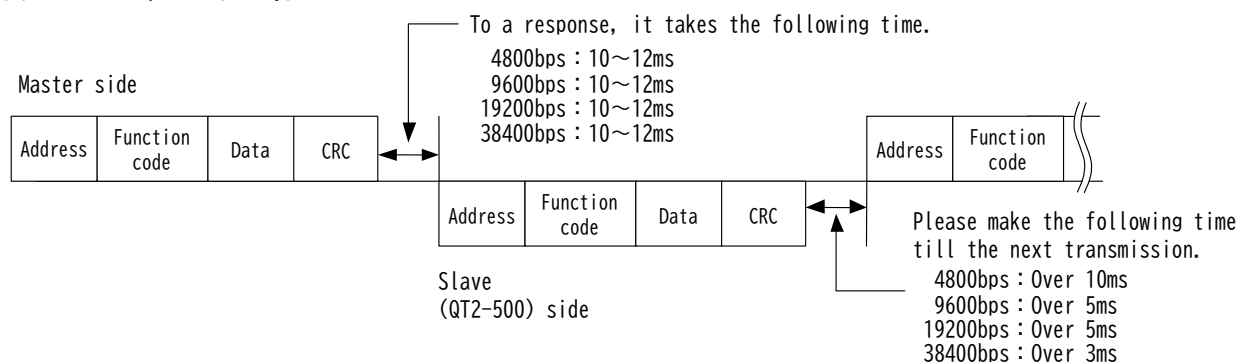 To a response, it takes the following time.
4800bps：10～12ms
9600bps：10～12ms
19200bps：10～12ms
38400bps：10～12ms
Master side
Address
Function
code
Data
CRC
Address
Function
code
Address
Function
code
Data
CRC
Slave
(QT2-500) side
Please make the following time
till the next transmission.
4800bps：Over 10ms
9600bps：Over 5ms
19200bps：Over 5ms
38400bps：Over 3ms